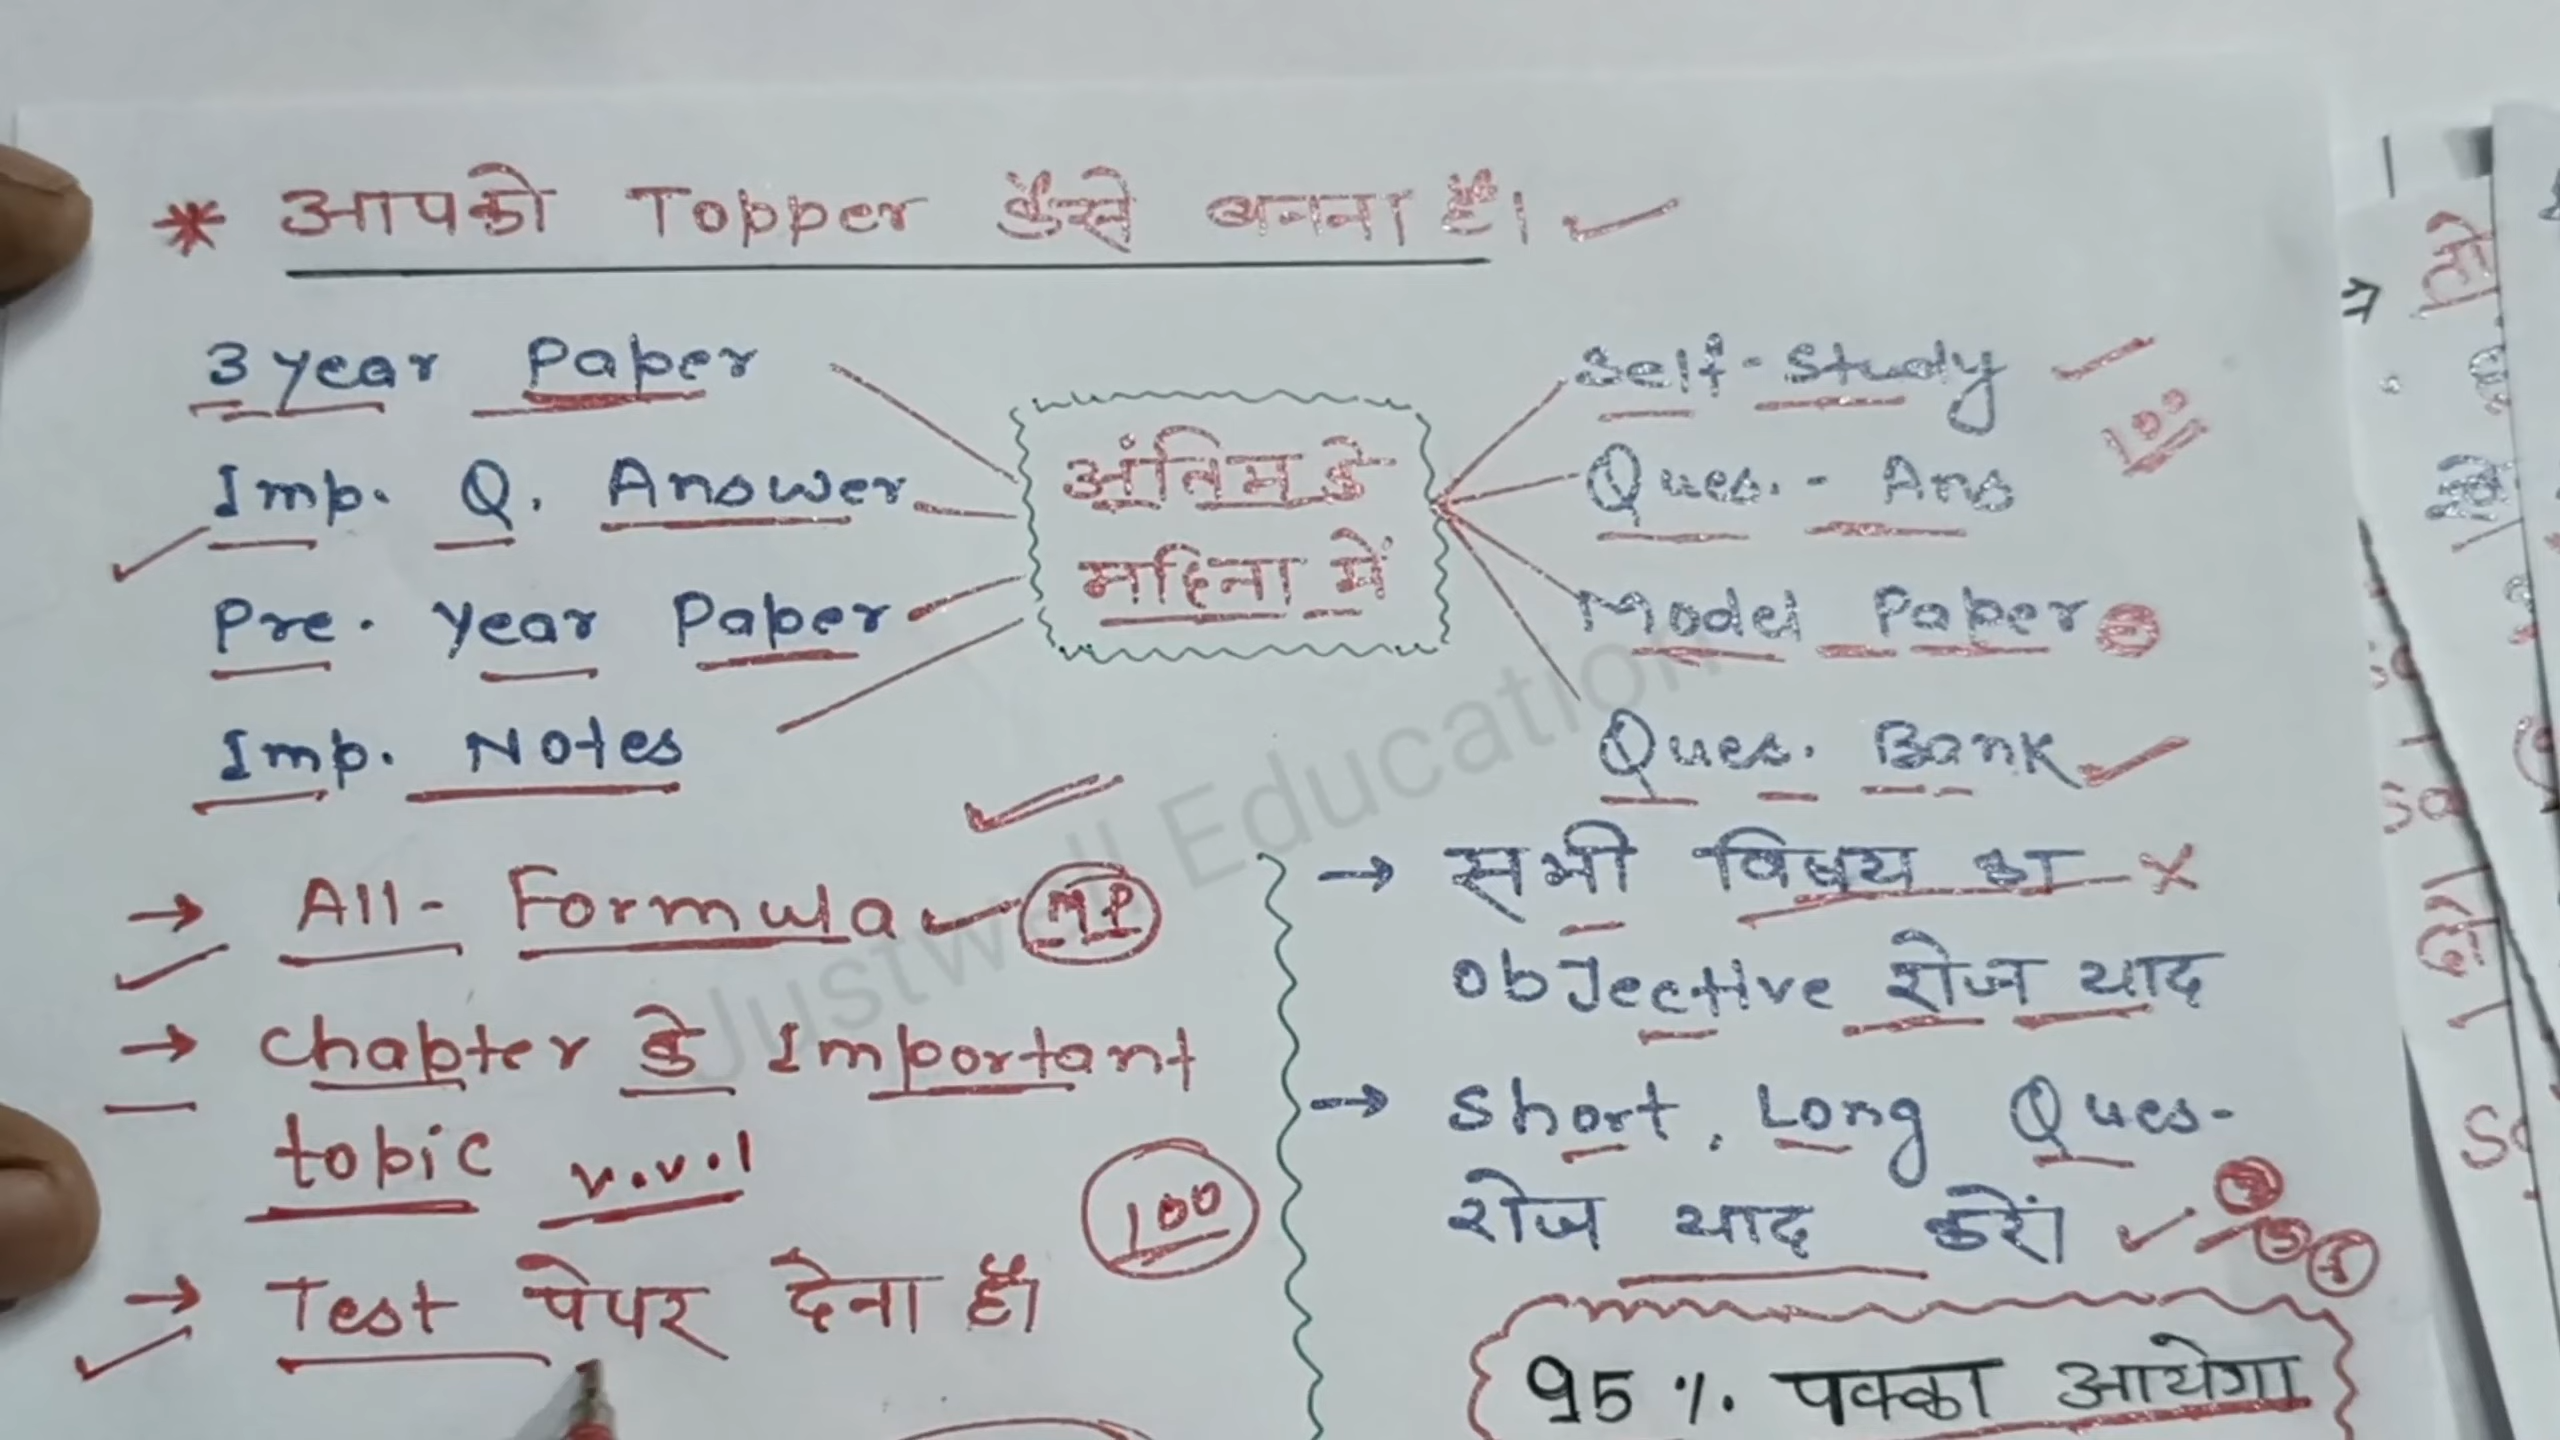 * आपको Topper कैसे बनना हैं।
3 year Paper
Imp. Q. Answer
Pre. year Paper
Imp. Notes
अंतिम के
महिना में
Self-Study
100
Ques.- Ans
Model Paper
Ques. Bank
→ All- Formula
M.P
→ Chapter के Important
topic v.v.I
100
→ Test पेपर देना हैं।
→ सभी विषय का
objective रोज याद
→ Short, Long Ques-
रोज याद करें।
95 %. पक्का आयेगा
Justwell Education